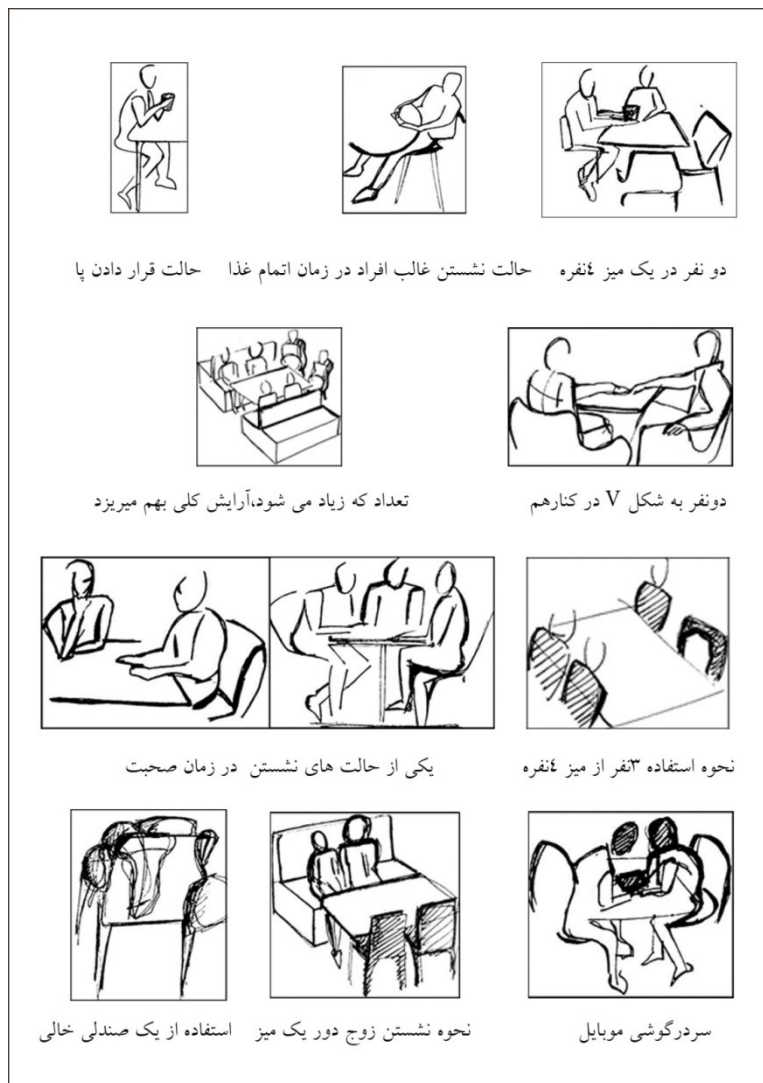 دو نفر در یک میز ٤نفره
حالت نشستن غالب افراد در زمان اتمام غذا
حالت قرار دادن پا
دونفر به شکل V در کنارهم
تعداد که زیاد می شود،آرایش کلی بهم میریزد
نحوه استفاده ۳نفر از میز ٤نفره
یکی از حالت های نشستن در زمان صحبت
سردرگوشی موبایل
نحوه نشستن زوج دور یک میز
استفاده از یک صندلی خالی